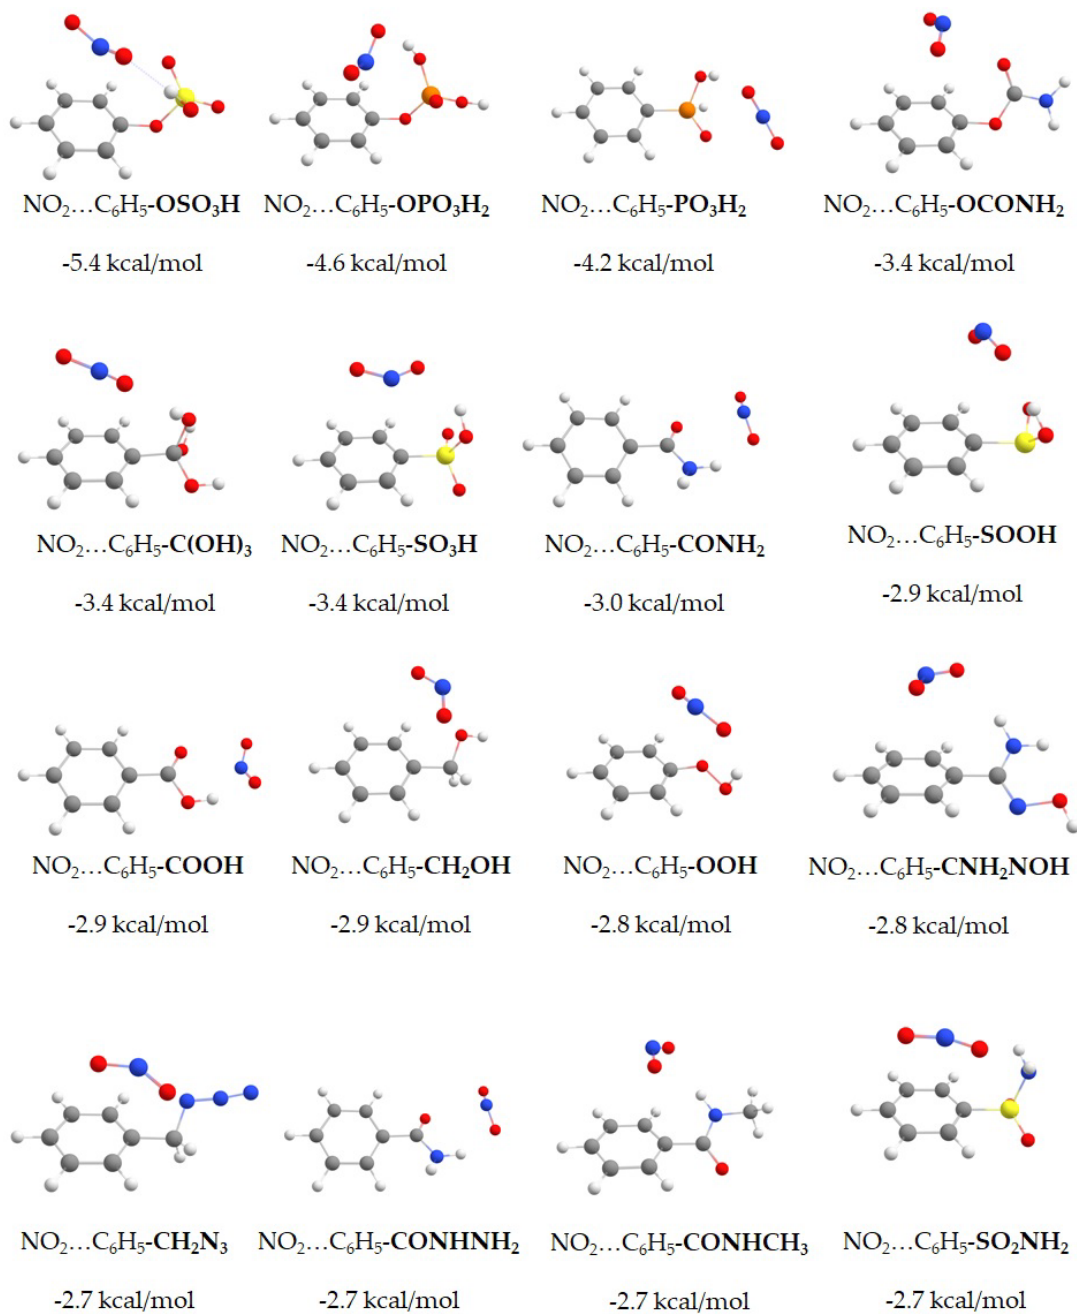 NO₂…C₆H₅-OSO₃H NO₂…C₆H₅-OPO₃H₂ NO₂…C₆H₅-PO₃H₂ NO₂…C₆H₅-OCONH₂
-5.4 kcal/mol -4.6 kcal/mol -4.2 kcal/mol -3.4 kcal/mol
NO₂…C₆H₅-C(OH)₃ NO₂…C₆H₅-SO₃H NO₂…C₆H₅-CONH₂ NO₂…C₆H₅-SOOH
-3.4 kcal/mol -3.4 kcal/mol -3.0 kcal/mol -2.9 kcal/mol
NO₂…C₆H₅-COOH NO₂…C₆H₅-CH₂OH NO₂…C₆H₅-OOH NO₂…C₆H₅-CNH₂NOH
-2.9 kcal/mol -2.9 kcal/mol -2.8 kcal/mol -2.8 kcal/mol
NO₂…C₆H₅-CH₂N₃ NO₂…C₆H₅-CONHNH₂ NO₂…C₆H₅-CONHCH₃ NO₂…C₆H₅-SO₂NH₂
-2.7 kcal/mol -2.7 kcal/mol -2.7 kcal/mol -2.7 kcal/mol